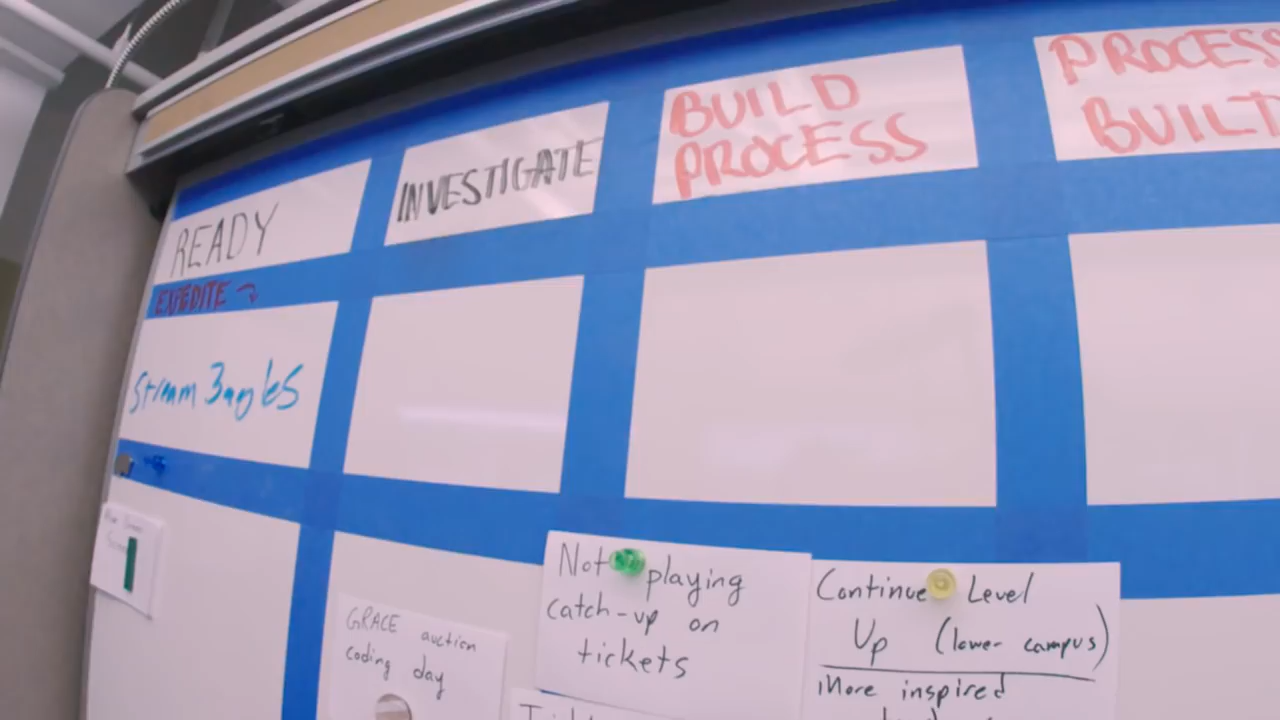 READY
INVESTIGATE
BUILD
PROCESS
PROCESS
BUILT
EXPEDITE
Stream 3angles
Not playing
catch-up on
tickets
Continue Level
Up (lower campus)
More inspired
GRACE auction
coding day